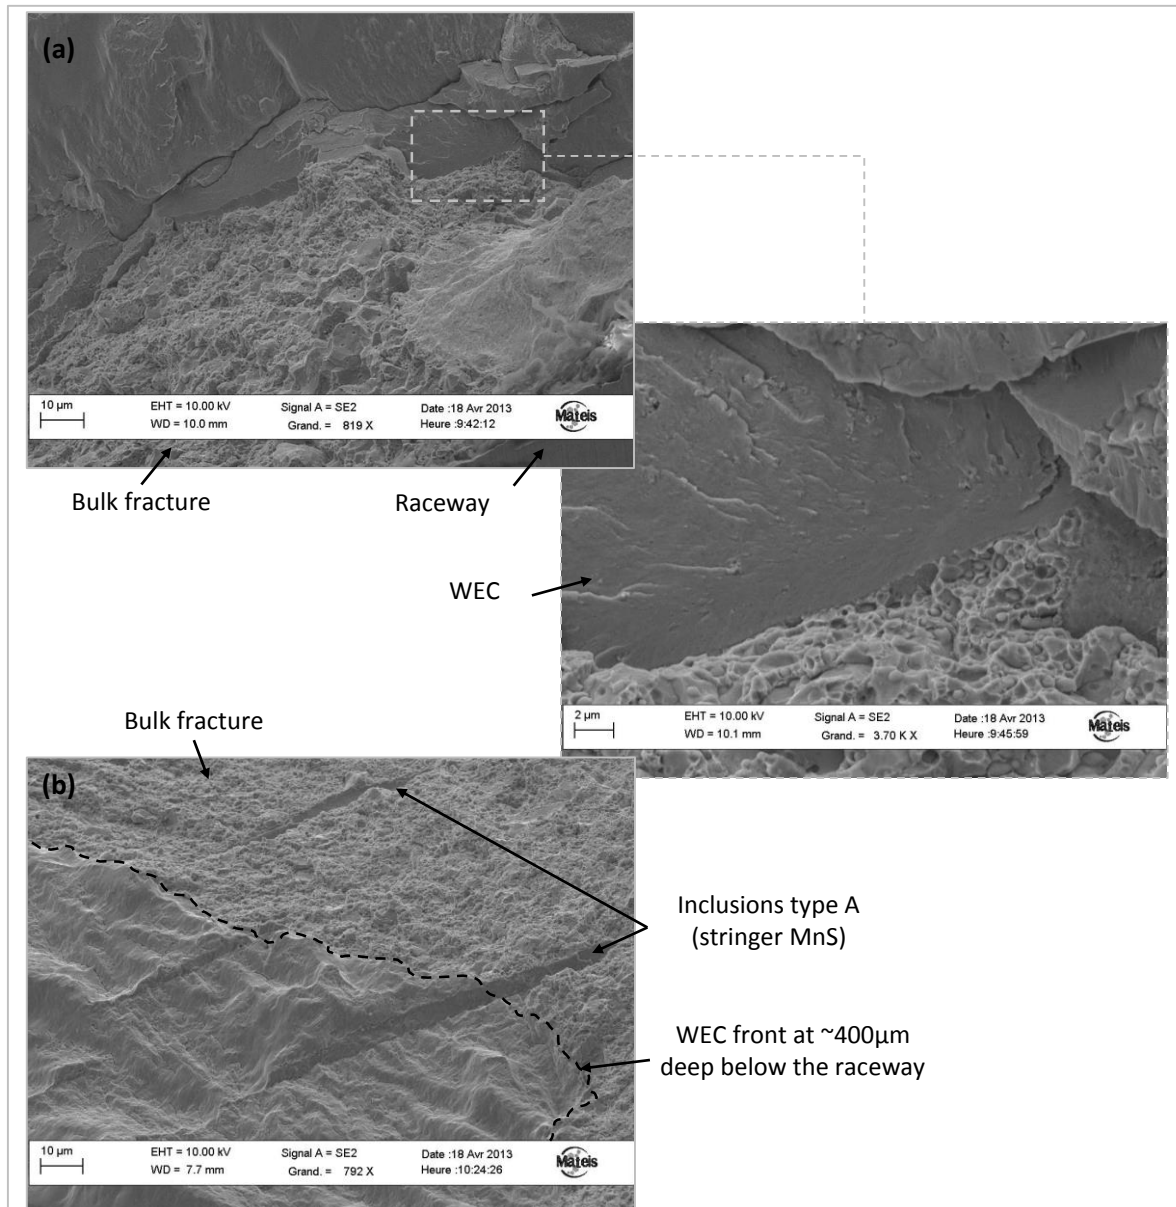 (a)
10 µm
EHT = 10.00 kV
WD = 10.0 mm
Signal A = SE2
Grand. = 819 X
Date :18 Avr 2013
Heure :9:42:12
Mateis
Bulk fracture
Raceway
WEC
2 µm
EHT = 10.00 kV
WD = 10.1 mm
Signal A = SE2
Grand. = 3.70 K X
Date :18 Avr 2013
Heure :9:45:59
Mateis
Bulk fracture
(b)
Inclusions type A
(stringer MnS)
WEC front at ~400µm
deep below the raceway
10 µm
EHT = 10.00 kV
WD = 7.7 mm
Signal A = SE2
Grand. = 792 X
Date :18 Avr 2013
Heure :10:24:26
Mateis